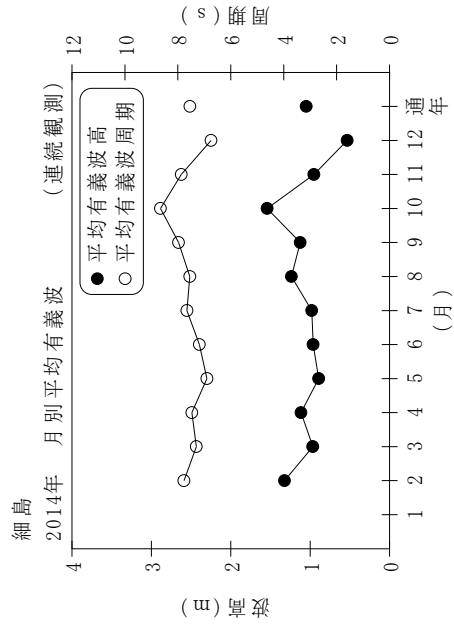 細島
2014年 月別平均有義波 (連続観測)
平均有義波高
平均有義波周期
波高(m)
4
3
2
1
0
周期(s)
12
10
8
6
4
2
0
1 2 3 4 5 6 7 8 9 10 11 12 通年
(月)